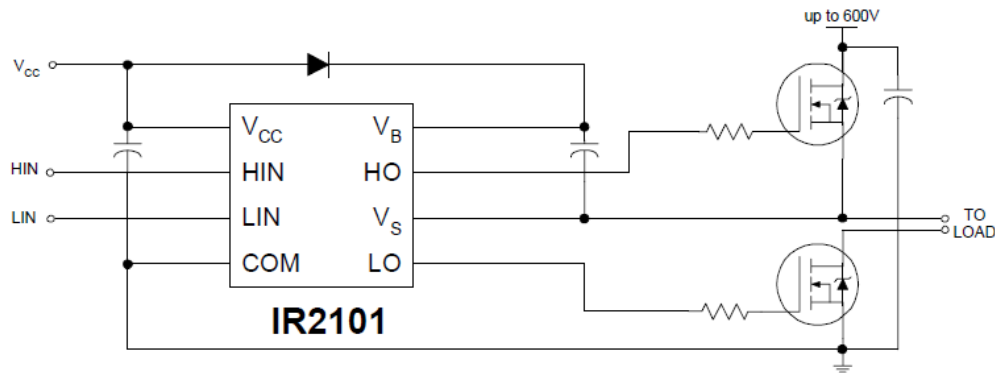 up to 600V
VCC
VCC
VB
HIN
HIN
HO
LIN
LIN
VS
TO
LOAD
COM
LO
IR2101